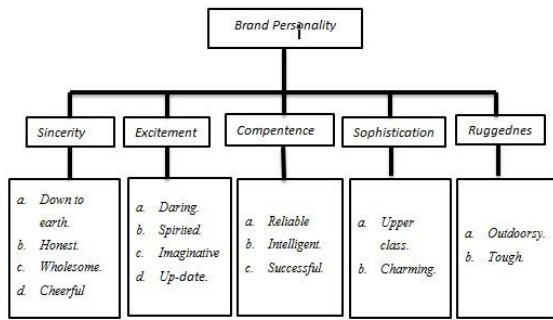 Brand Personality
Sincerity
Excitement
Compentence
Sophistication
Ruggednes
a. Down to
earth.
b. Honest.
c. Wholesome.
d. Cheerful
a. Daring.
b. Spirited.
c. Imaginative
d. Up-date.
a. Reliable
b. Intelligent.
c. Successful.
a. Upper
class.
b. Charming.
a. Outdoorsy.
b. Tough.